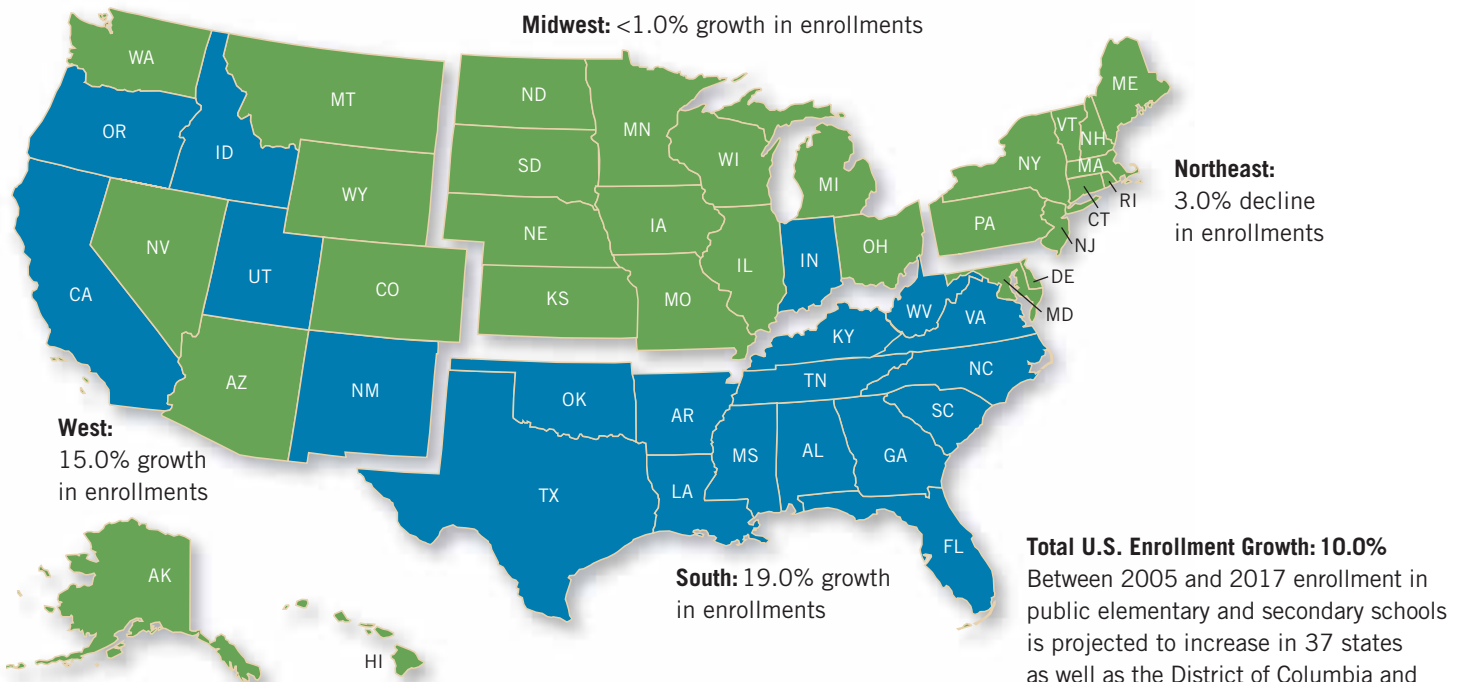 Midwest: <1.0% growth in enrollments
WA
MT
ND
MN
ME
OR
ID
VT
NH
SD
WI
NY
MA
MI
Northeast:
3.0% decline
in enrollments
WY
RI
CT
NV
NE
IA
PA
NJ
IL
IN
OH
UT
CA
CO
KS
MO
DE
MD
WV
VA
KY
AZ
NM
OK
TN
NC
AR
SC
West:
15.0% growth
in enrollments
TX
MS
AL
GA
LA
FL
AK
HI
South: 19.0% growth
in enrollments
Total U.S. Enrollment Growth: 10.0%
Between 2005 and 2017 enrollment in
public elementary and secondary schools
is projected to increase in 37 states
as well as the District of Columbia and